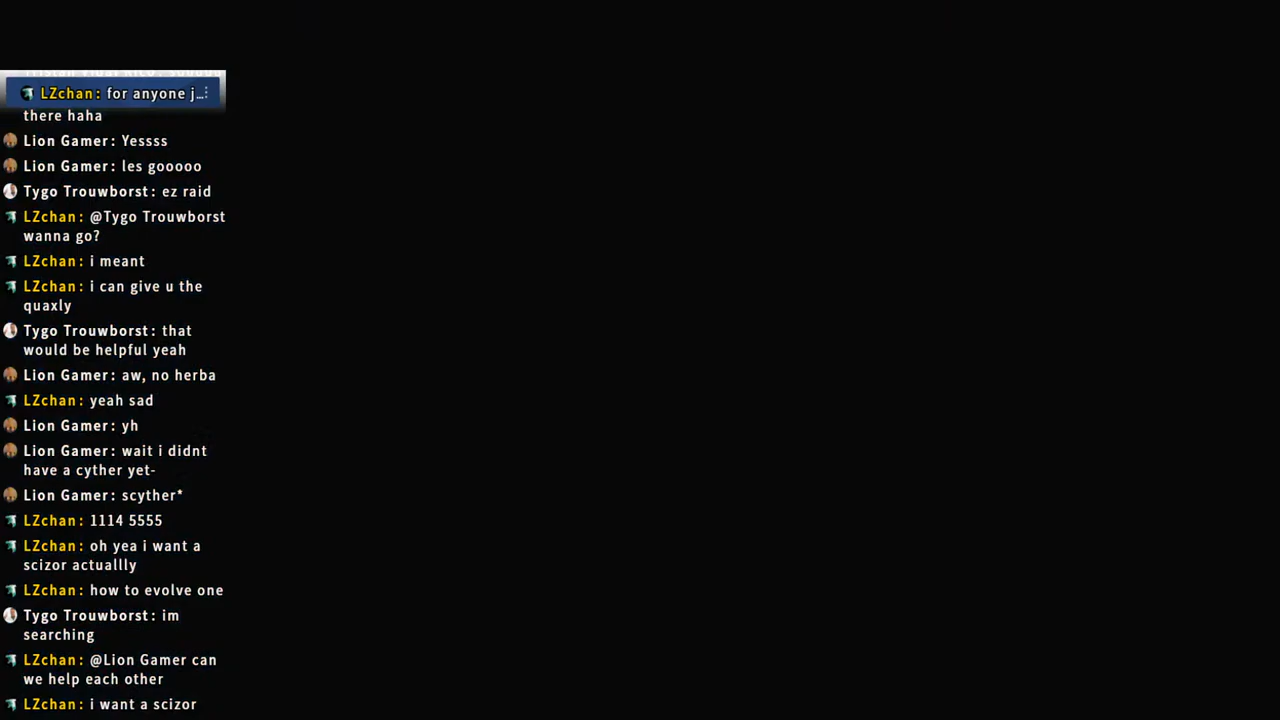 LZchan: for anyone j…
there haha
Lion Gamer: Yessss
Lion Gamer: les gooooo
Tygo Trouwborst: ez raid
LZchan: @Tygo Trouwborst
wanna go?
LZchan: i meant
LZchan: i can give u the
quaxly
Tygo Trouwborst: that
would be helpful yeah
Lion Gamer: aw, no herba
LZchan: yeah sad
Lion Gamer: yh
Lion Gamer: wait i didnt
have a cyther yet-
Lion Gamer: scyther*
LZchan: 1114 5555
LZchan: oh yea i want a
scizor actuallly
LZchan: how to evolve one
Tygo Trouwborst: im
searching
LZchan: @Lion Gamer can
we help each other
LZchan: i want a scizor